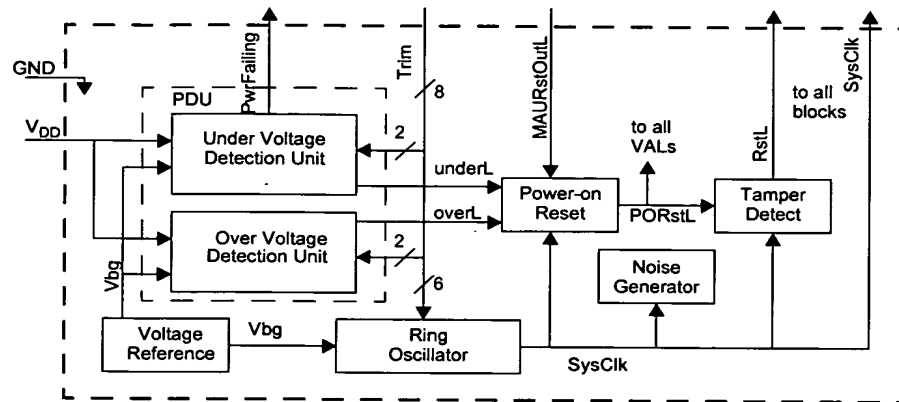 GND
PDU
PwrFailing
Trim
8
MAURstOutL
RstL
to all
blocks
SysClk
VDD
Under Voltage
Detection Unit
2
underL
to all
VALs
Power-on
Reset
PORstL
Tamper
Detect
overL
Over Voltage
Detection Unit
2
Vbg
6
Noise
Generator
Voltage
Reference
Vbg
Ring
Oscillator
SysClk